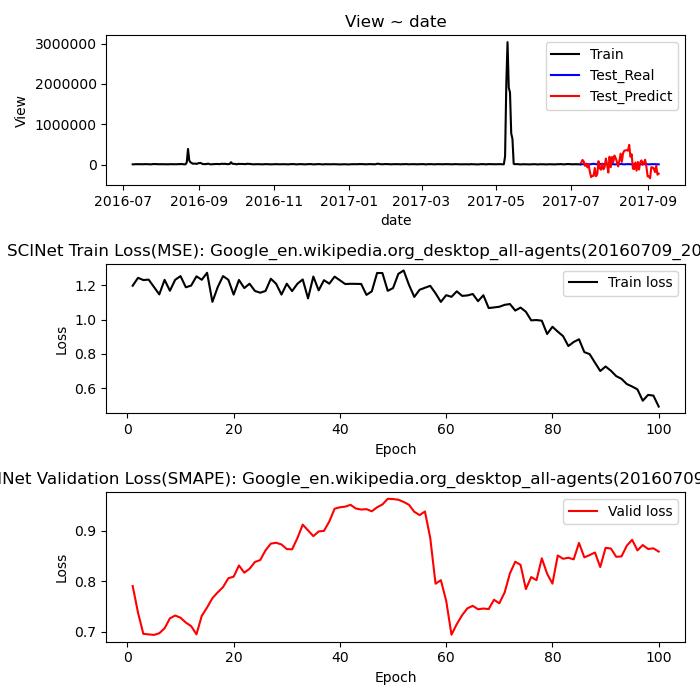 View ~ date
3000000
2000000
1000000
0
View
Train
Test_Real
Test_Predict
2016-07 2016-09 2016-11 2017-01 2017-03 2017-05 2017-07 2017-09
date
SCINet Train Loss(MSE): Google_en.wikipedia.org_desktop_all-agents(20160709_20
1.2
1.0
0.8
0.6
Loss
Train loss
0 20 40 60 80 100
Epoch
INet Validation Loss(SMAPE): Google_en.wikipedia.org_desktop_all-agents(20160709
0.9
0.8
0.7
Loss
Valid loss
0 20 40 60 80 100
Epoch